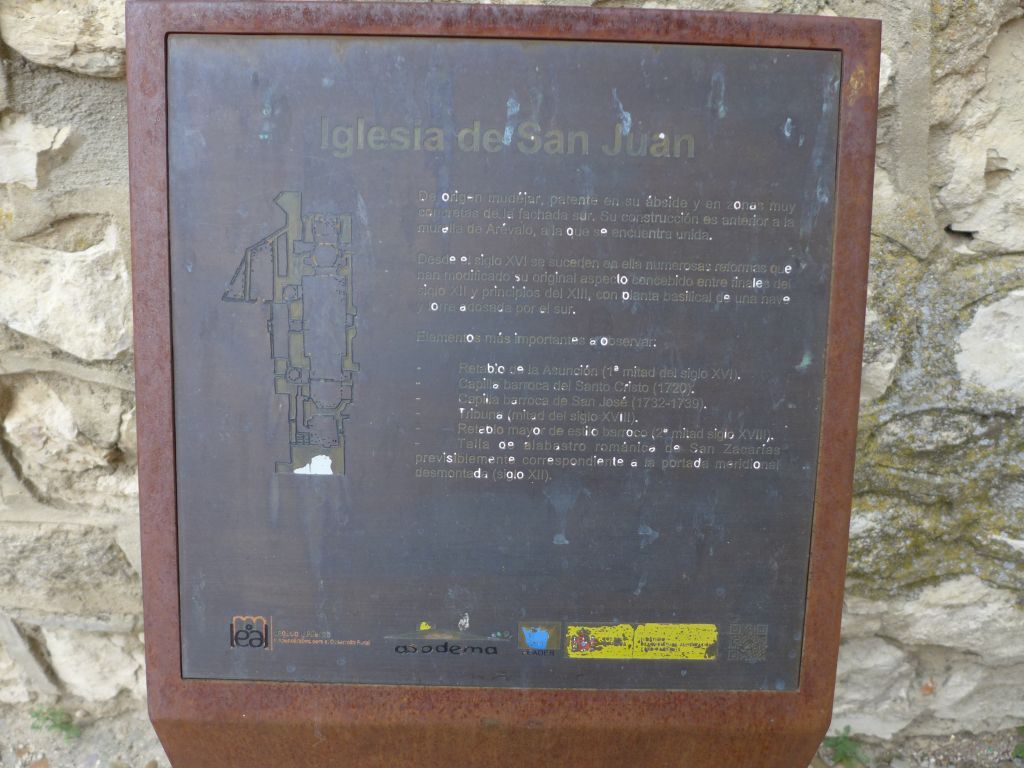 Iglesia de San Juan
De origen mudéjar, patente en su ábside y en zonas muy
concretas de la fachada sur. Su construcción es anterior a la
muralla de Arévalo, a la que se encuentra unida.
Desde el siglo XVI se suceden en ella numerosas reformas que
han modificado su original aspecto concebido entre finales del
siglo XII y principios del XIII, con planta basilical de una nave
y torre adosada por el sur.
Elementos más importantes a observar:
- Retablo de la Asunción (1ª mitad del siglo XVI).
- Capilla barroca del Santo Cristo (1720).
- Capilla barroca de San José (1732-1739).
- Tribuna (mitad del siglo XVIII).
- Retablo mayor de estilo barroco (2ª mitad siglo XVIII).
- Talla de alabastro románica de San Zacarías
previsiblemente correspondiente a la portada meridional
desmontada (siglo XII).
leal
asodema
LEADER